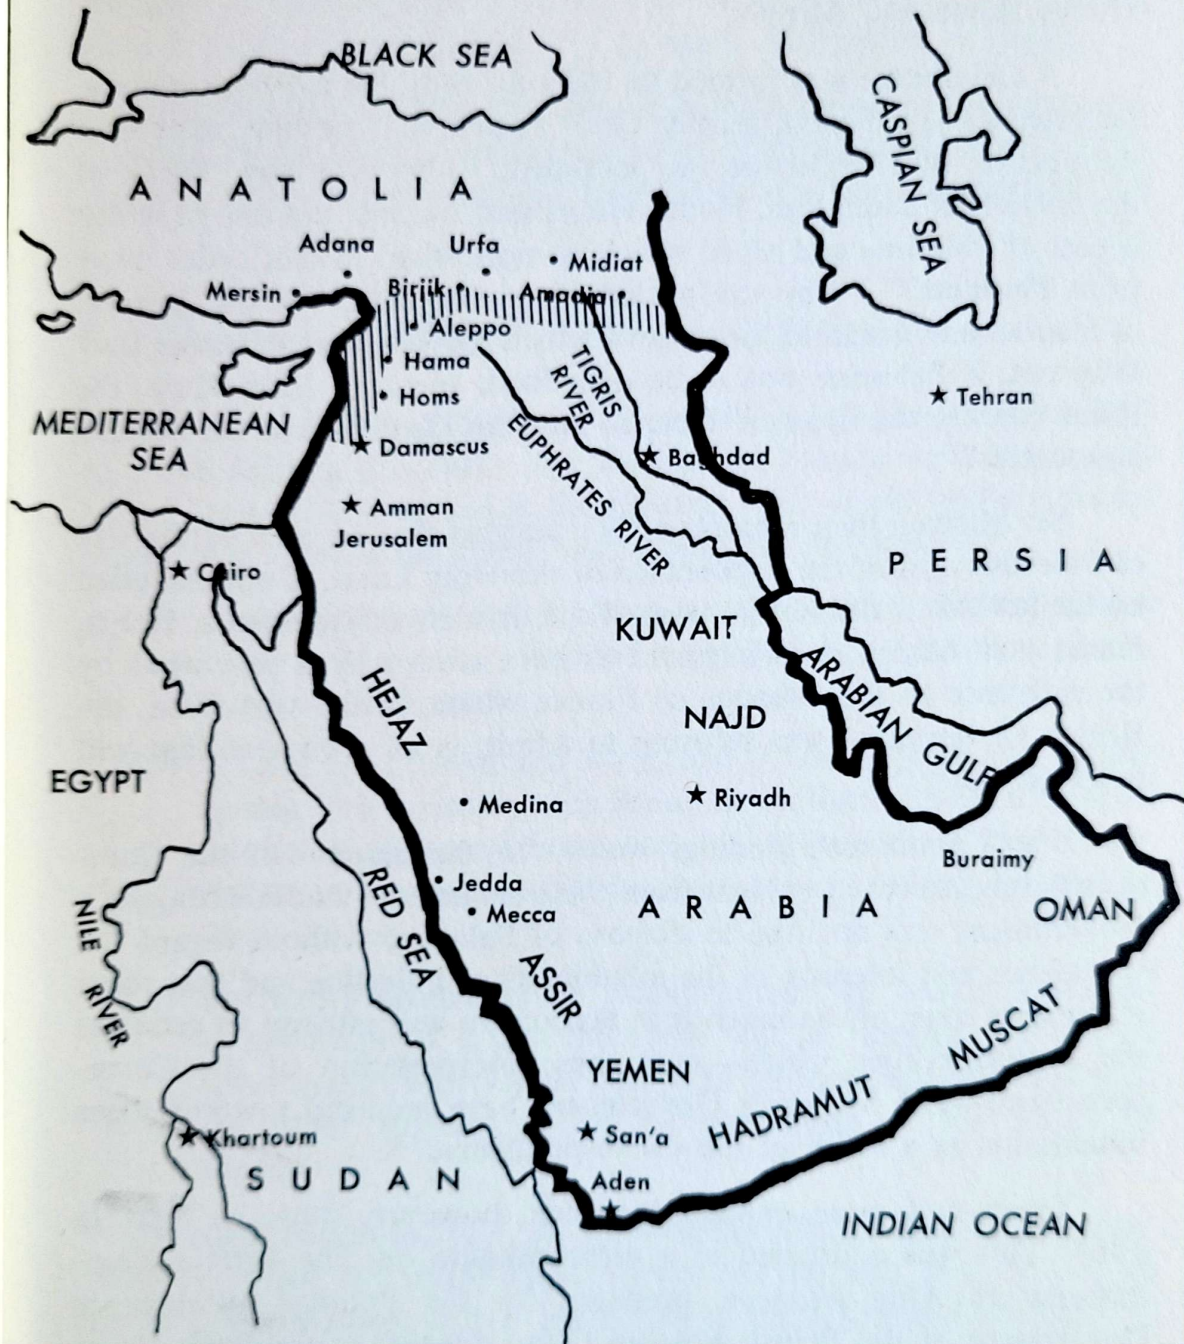 BLACK SEA
CASPIAN SEA
ANATOLIA
Adana
Urfa
Midiat
Mersin
Birijk
Amadia
Aleppo
Hama
Homs
TIGRIS
RIVER
Tehran
MEDITERRANEAN
SEA
Damascus
Baghdad
EUPHRATES RIVER
Amman
Jerusalem
Cairo
PERSIA
KUWAIT
HEJAZ
NAJD
ARABIAN GULF
EGYPT
Medina
Riyadh
Buraimy
Jedda
Mecca
ARABIA
OMAN
RED SEA
NILE RIVER
ASSIR
MUSCAT
YEMEN
HADRAMUT
Khartoum
San'a
SUDAN
Aden
INDIAN OCEAN